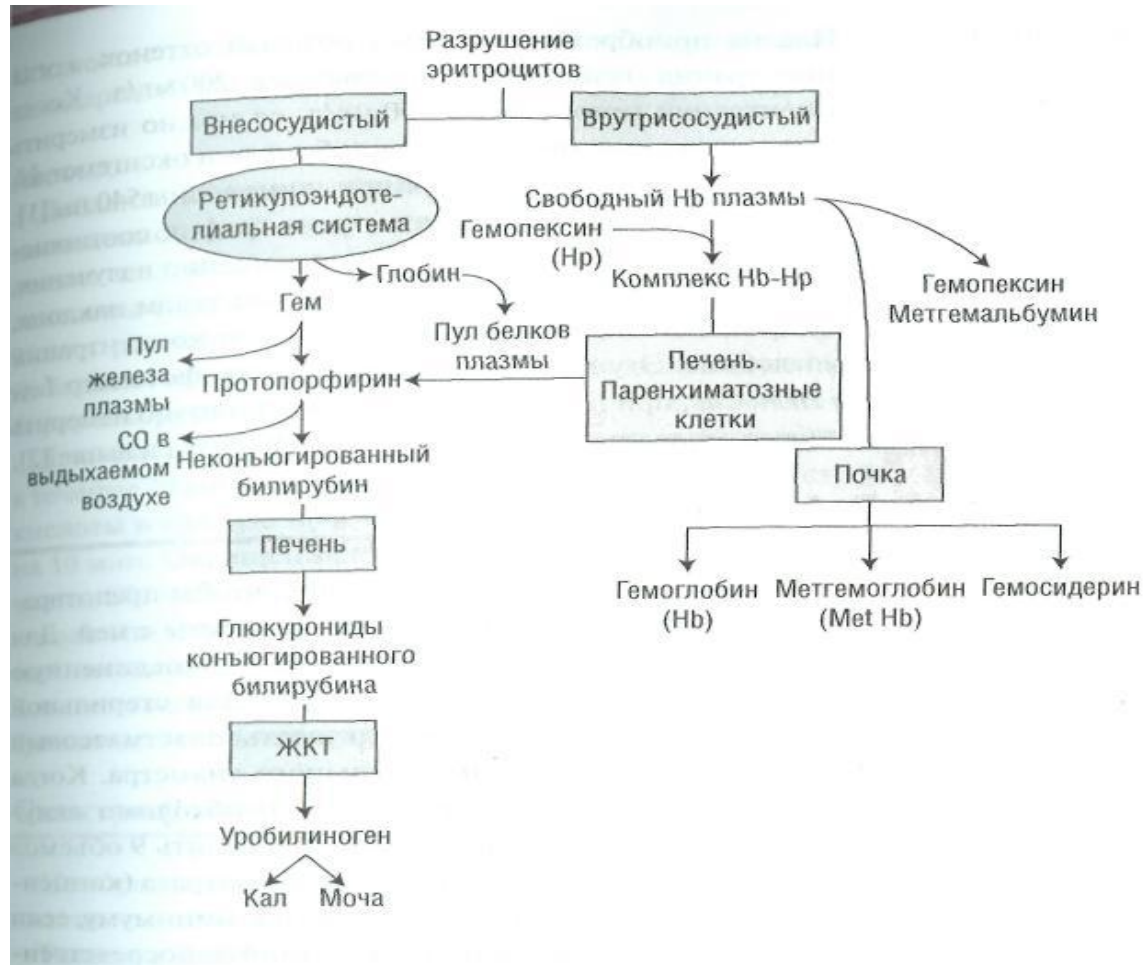 Разрушение
эритроцитов
Внесосудистый
Врутрисосудистый
Ретикулоэндоте-
лиальная система
Свободный Hb плазмы
Гемопексин
(Hp)
Глобин
Комплекс Hb-Hp
Гемопексин
Метгемальбумин
Гем
Пул
железа
плазмы
Пул белков
плазмы
Протопорфирин
Печень.
Паренхиматозные
клетки
CO в
выдыхаемом
воздухе
Неконъюгированный
билирубин
Почка
Печень
Гемоглобин
(Hb)
Метгемоглобин
(Met Hb)
Гемосидерин
Глюкурониды
конъюгированного
билирубина
ЖКТ
Уробилиноген
Кал
Моча